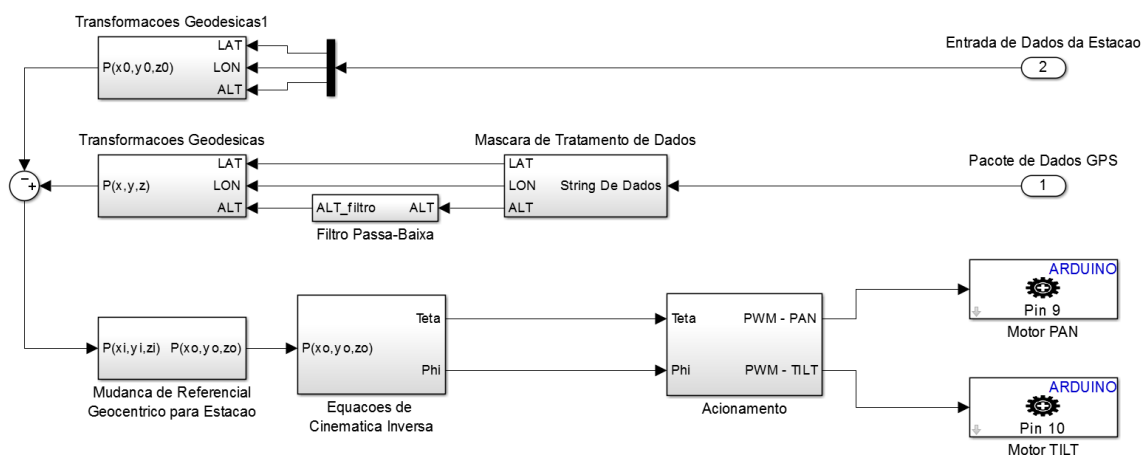 Transformacoes Geodesicas1
LAT
P(x0,y0,z0) LON
ALT
Entrada de Dados da Estacao
2
Transformacoes Geodesicas
LAT
P(x,y,z) LON
ALT
Mascara de Tratamento de Dados
LAT
LON String De Dados
ALT
ALT_filtro ALT
Filtro Passa-Baixa
Pacote de Dados GPS
1
− +
P(xi,yi,zi) P(xo,yo,zo)
Mudanca de Referencial
Geocentrico para Estacao
Teta
P(xo,yo,zo)
Phi
Equacoes de
Cinematica Inversa
Teta PWM - PAN
Phi PWM - TILT
Acionamento
ARDUINO
Pin 9
Motor PAN
ARDUINO
Pin 10
Motor TILT